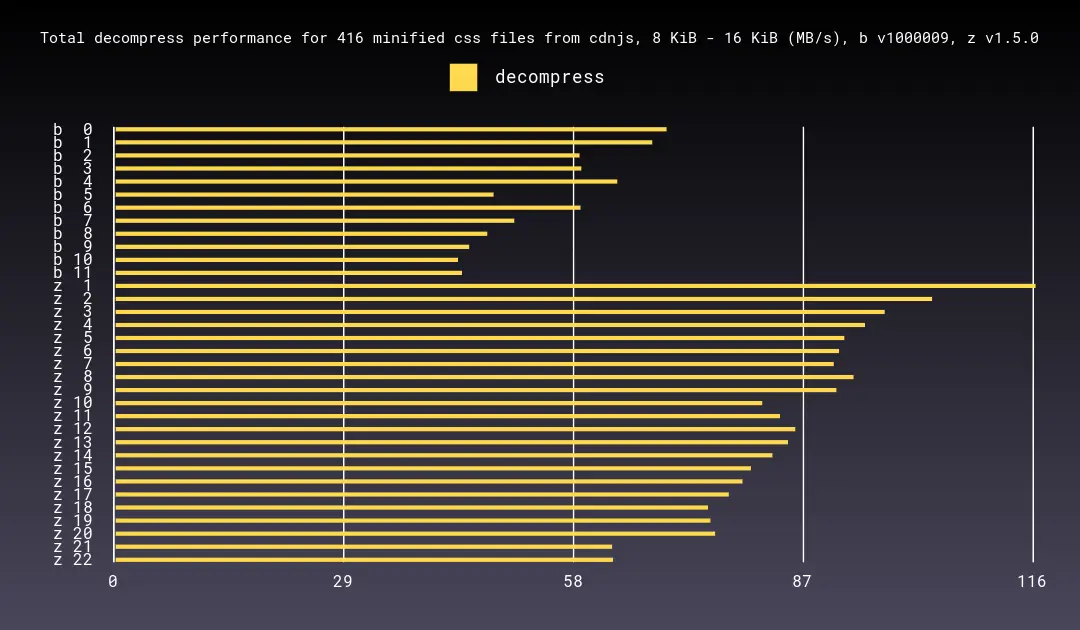 Total decompress performance for 416 minified css files from cdnjs, 8 KiB - 16 KiB (MB/s), b v1000009, z v1.5.0
decompress
b 0
b 1
b 2
b 3
b 4
b 5
b 6
b 7
b 8
b 9
b 10
b 11
z 1
z 2
z 3
z 4
z 5
z 6
z 7
z 8
z 9
z 10
z 11
z 12
z 13
z 14
z 15
z 16
z 17
z 18
z 19
z 20
z 21
z 22
0 29 58 87 116